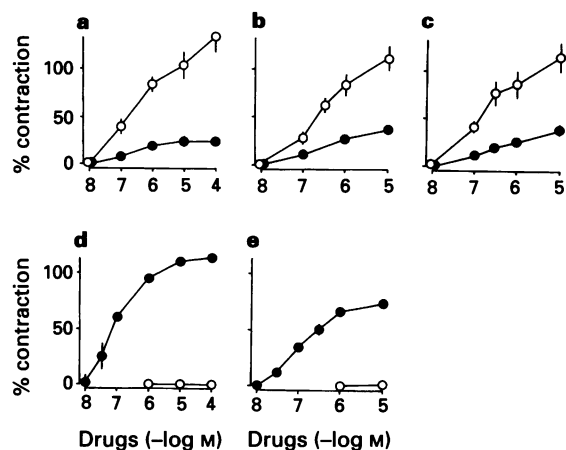 a
b
c
% contraction
100
50
0
8 7 6 5 4
8 7 6 5
8 7 6 5
d
e
% contraction
100
50
0
8 7 6 5 4
8 7 6 5
Drugs (–log M)
Drugs (–log M)